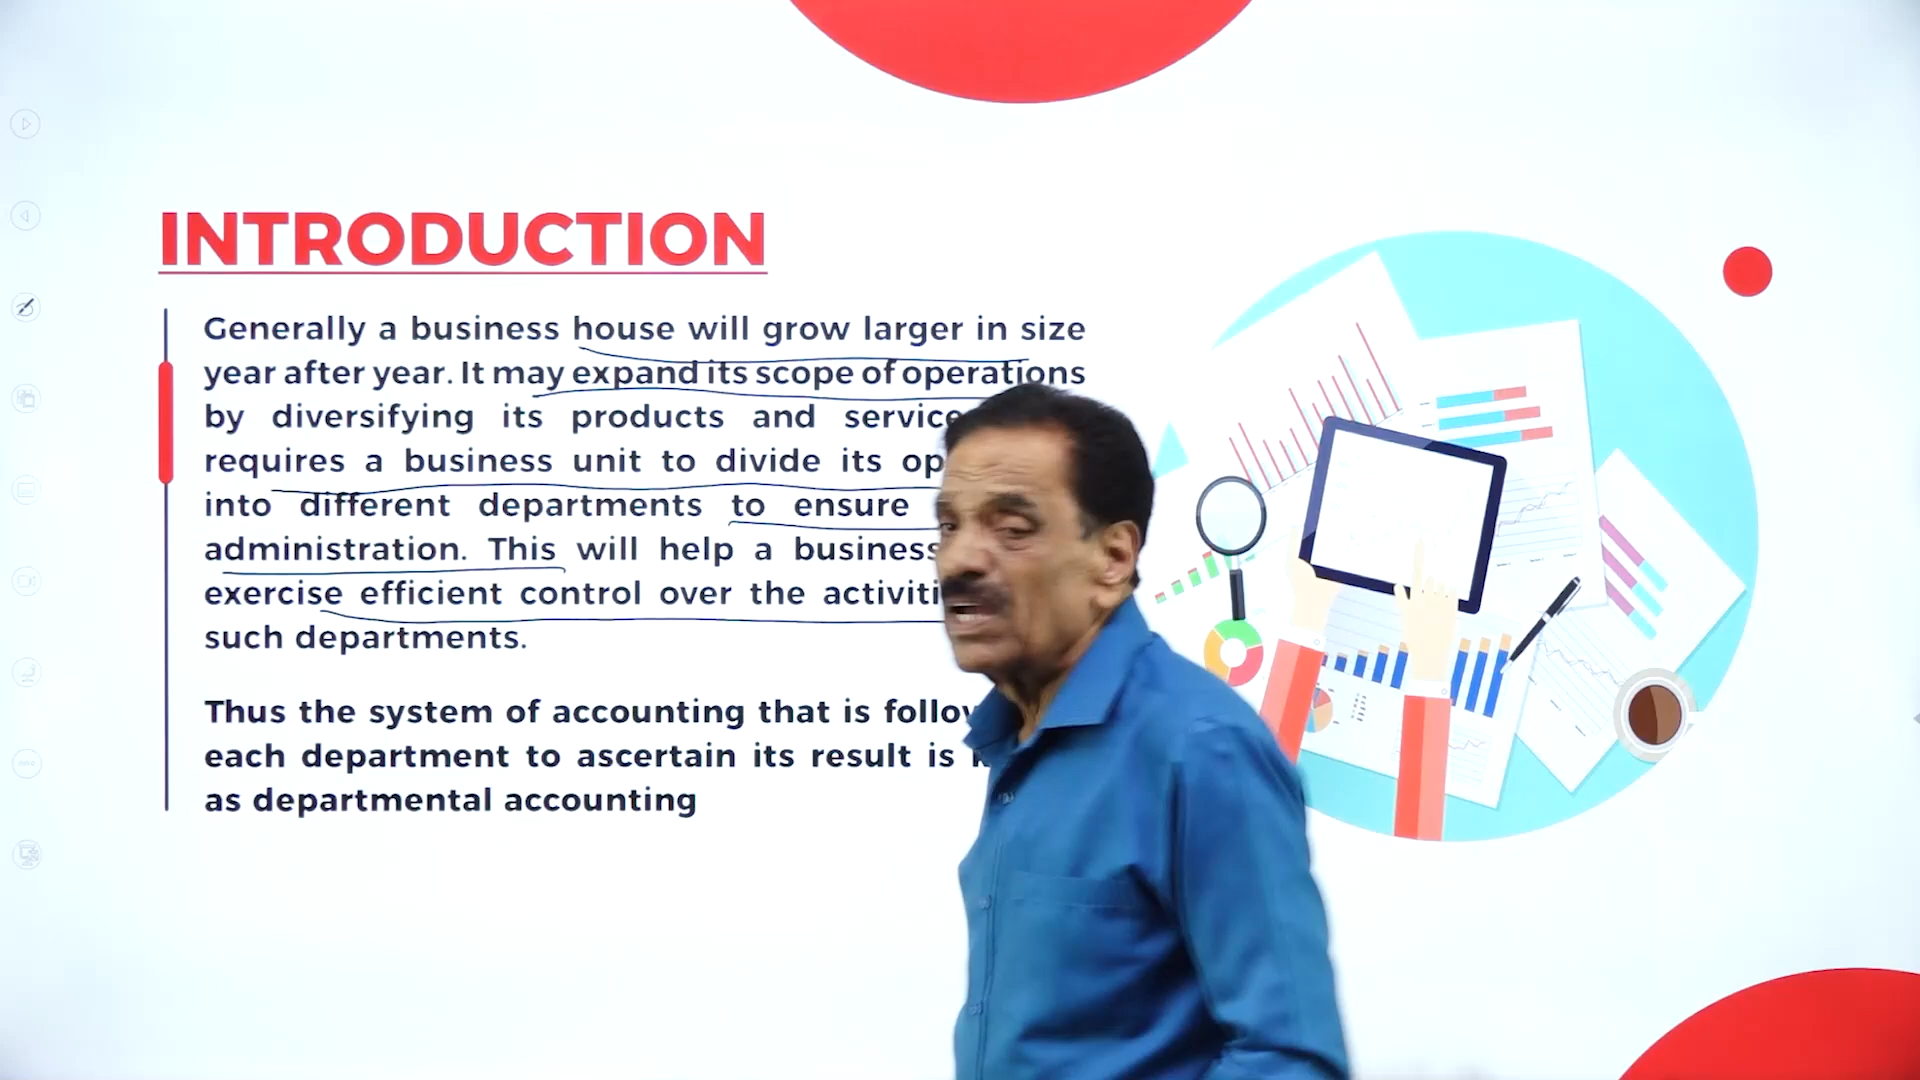 INTRODUCTION
Generally a business house will grow larger in size
year after year. It may expand its scope of operations
by diversifying its products and
requires a business unit to divide its
into different departments to ensure
administration. This will help a business
exercise efficient control over the
such departments.
Thus the system of accounting that is
each department to ascertain its result is
as departmental accounting